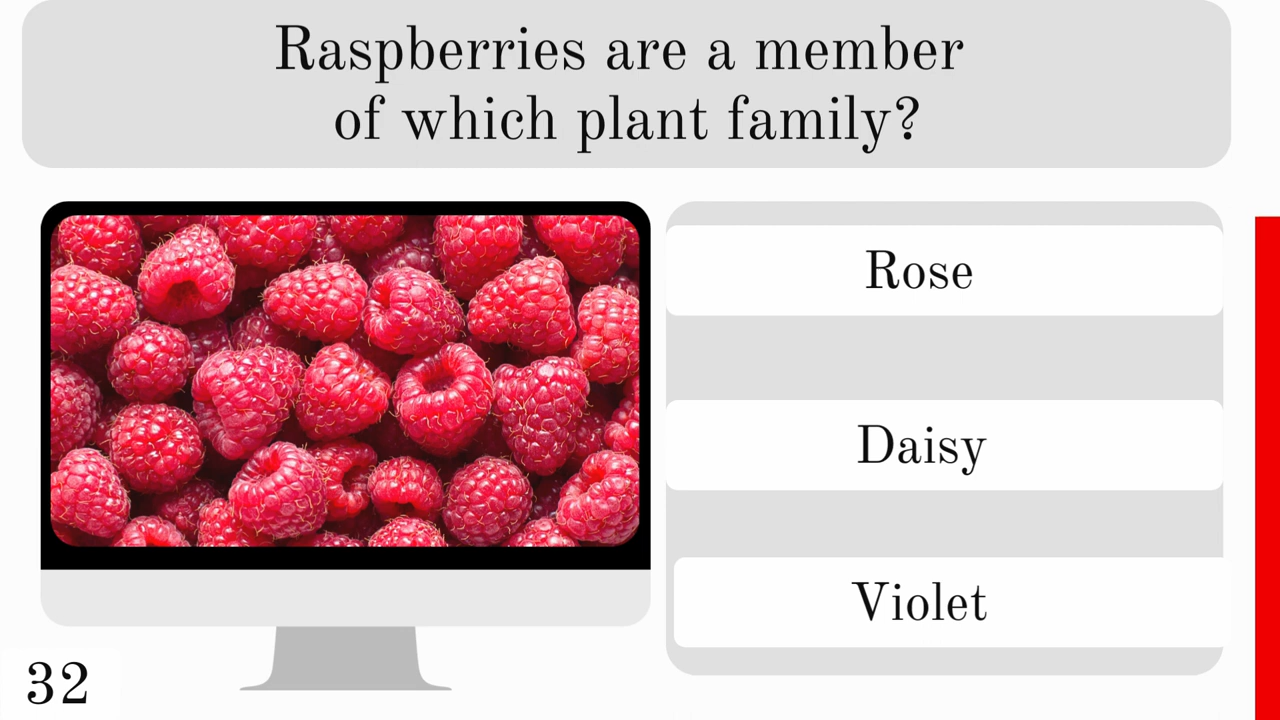 Raspberries are a member
of which plant family?
Rose
Daisy
Violet
32